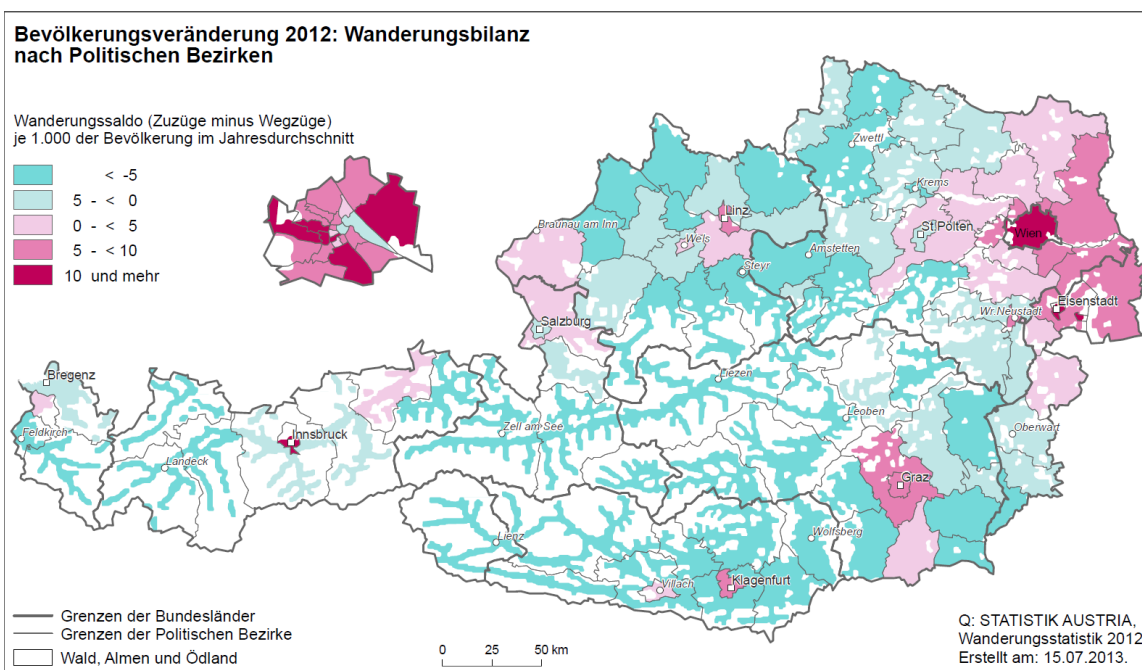 Bevölkerungsveränderung 2012: Wanderungsbilanz
nach Politischen Bezirken
Wanderungssaldo (Zuzüge minus Wegzüge)
je 1.000 der Bevölkerung im Jahresdurchschnitt
< -5
5 - < 0
0 - < 5
5 - < 10
10 und mehr
Zwettl
Krems
Linz
Braunau am Inn
Wels
St.Pölten
Wien
Amstetten
Steyr
Eisenstadt
Wr.Neustadt
Salzburg
Bregenz
Liezen
Leoben
Oberwart
Feldkirch
Innsbruck
Zell am See
Landeck
Graz
Lienz
Wolfsberg
Villach
Klagenfurt
Grenzen der Bundesländer
Grenzen der Politischen Bezirke
Wald, Almen und Ödland
0 25 50 km
Q: STATISTIK AUSTRIA,
Wanderungsstatistik 2012
Erstellt am: 15.07.2013.